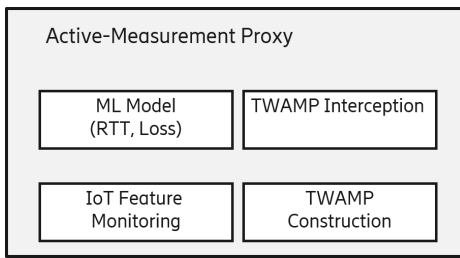 Active-Measurement Proxy
ML Model
(RTT, Loss)
TWAMP Interception
IoT Feature
Monitoring
TWAMP
Construction